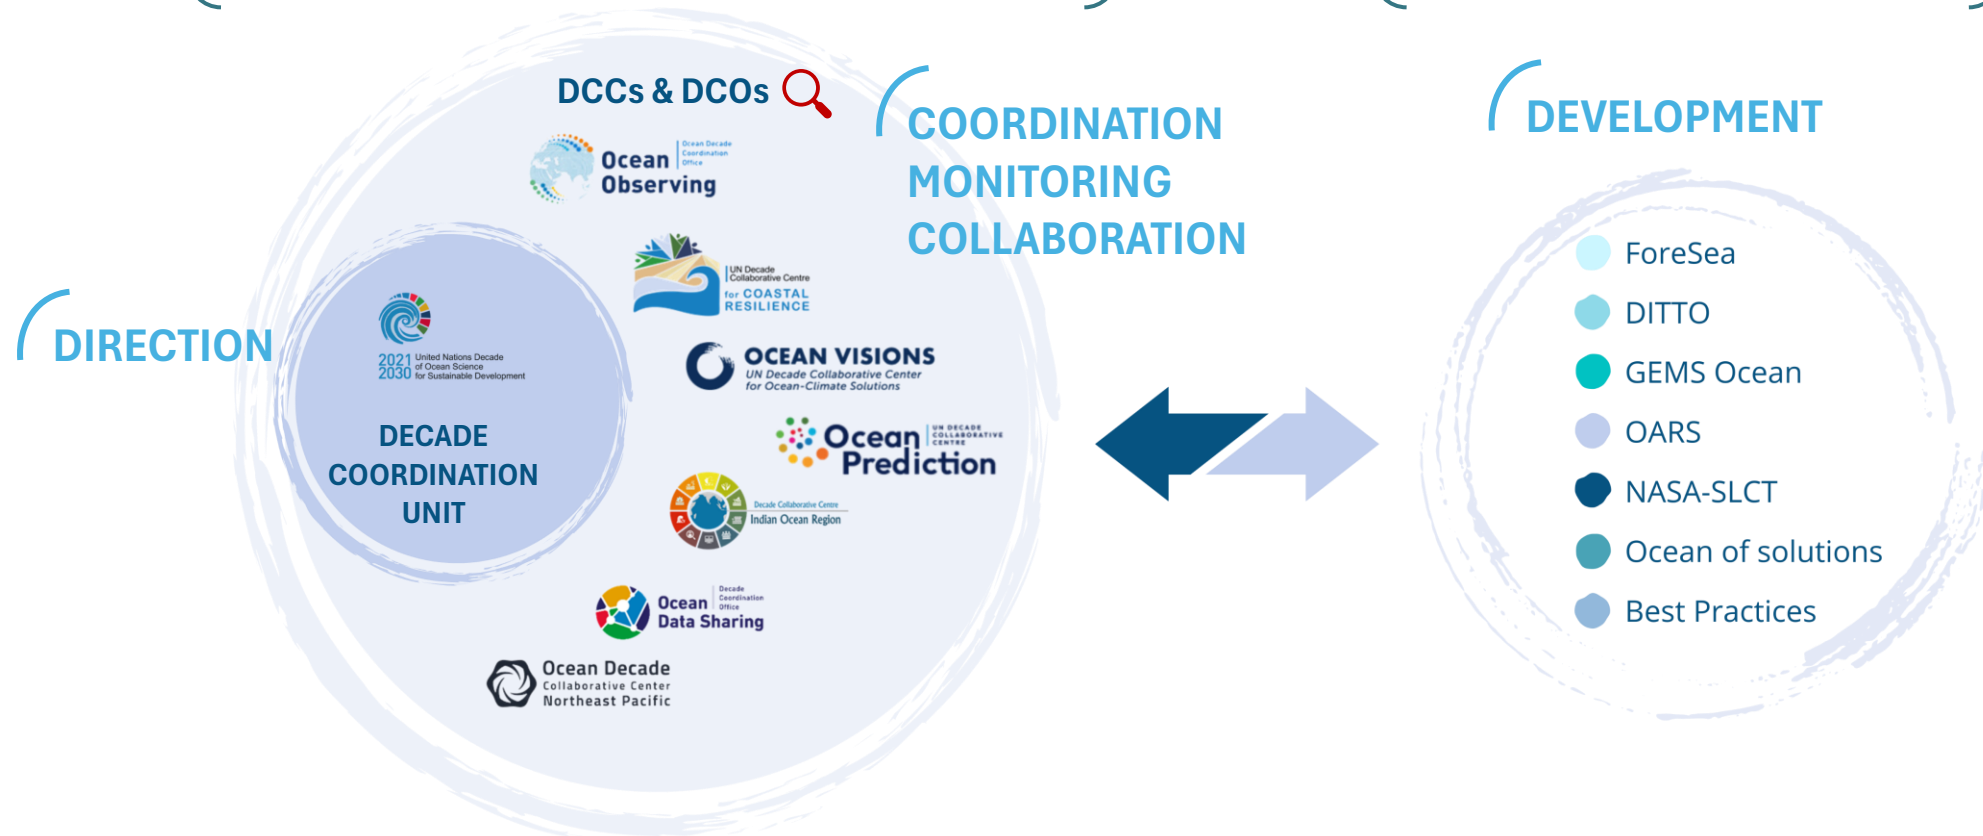 DIRECTION
2021
2030
United Nations Decade
of Ocean Science
for Sustainable Development
DECADE
COORDINATION
UNIT
DCCs & DCOs
Ocean
Observing
Ocean Decade
Coordination
Office
UN Decade
Collaborative Centre
for COASTAL
RESILIENCE
OCEAN VISIONS
UN Decade Collaborative Center
for Ocean-Climate Solutions
Ocean
Prediction
UN DECADE
COLLABORATIVE
CENTRE
Decade Collaborative Centre
Indian Ocean Region
Ocean
Data Sharing
Decade
Coordination
Office
Ocean Decade
Collaborative Center
Northeast Pacific
COORDINATION
MONITORING
COLLABORATION
DEVELOPMENT
ForeSea
DITTO
GEMS Ocean
OARS
NASA-SLCT
Ocean of solutions
Best Practices